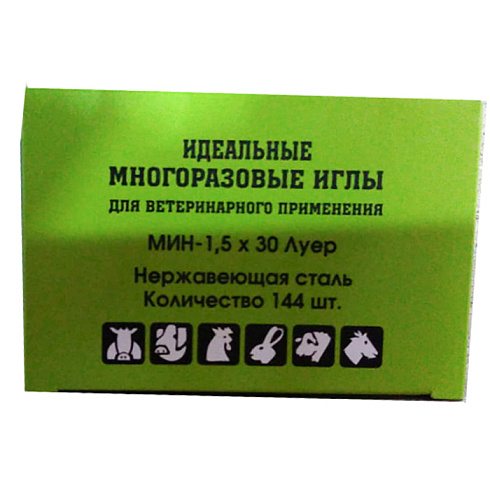 ИДЕАЛЬНЫЕ
МНОГОРАЗОВЫЕ ИГЛЫ
ДЛЯ ВЕТЕРИНАРНОГО ПРИМЕНЕНИЯ
МИН-1,5 х 30 Луер
Нержавеющая сталь
Количество 144 шт.